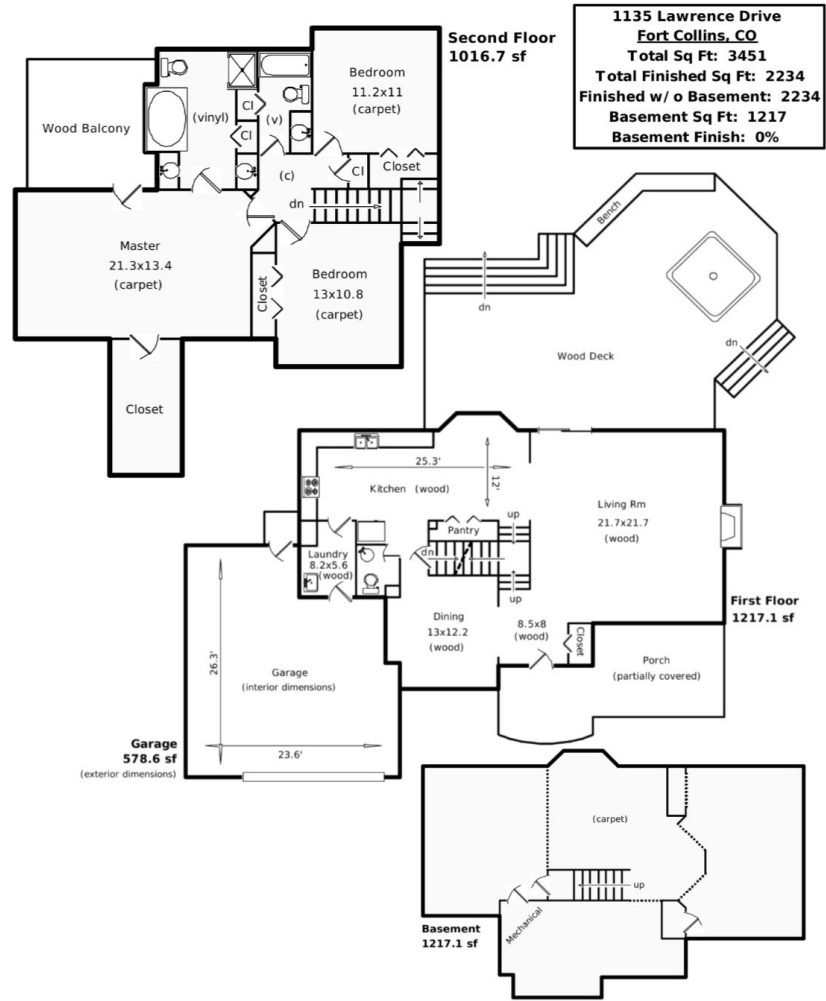 1135 Lawrence Drive
Fort Collins, CO
Total Sq Ft: 3451
Total Finished Sq Ft: 2234
Finished w/o Basement: 2234
Basement Sq Ft: 1217
Basement Finish: 0%
Second Floor
1016.7 sf
Bedroom
11.2x11
(carpet)
Wood Balcony
(vinyl)
Cl
(v)
Cl
Cl
Closet
(c)
dn
Master
21.3x13.4
(carpet)
Closet
Bedroom
13x10.8
(carpet)
Closet
Bench
dn
dn
Wood Deck
25.3'
12'
Kitchen (wood)
Living Rm
21.7x21.7
(wood)
up
Pantry
dn
Laundry
8.2x5.6
(wood)
up
First Floor
1217.1 sf
Dining
13x12.2
(wood)
8.5x8
(wood)
Closet
Porch
(partially covered)
26.3'
Garage
(interior dimensions)
23.6'
Garage
578.6 sf
(exterior dimensions)
(carpet)
up
Mechanical
Basement
1217.1 sf